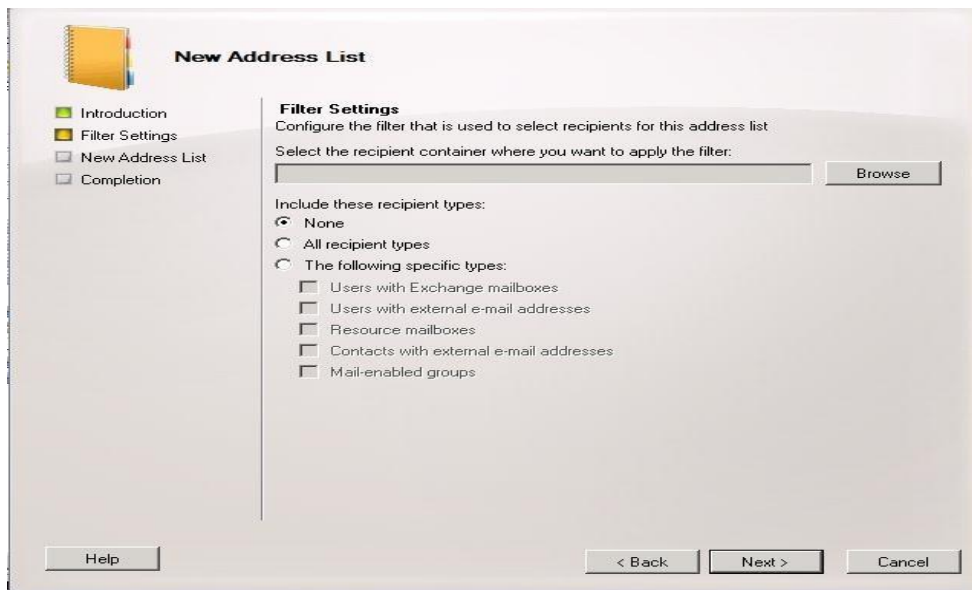 New Address List
Introduction
Filter Settings
New Address List
Completion
Filter Settings
Configure the filter that is used to select recipients for this address list
Select the recipient container where you want to apply the filter:
Browse
Include these recipient types:
None
All recipient types
The following specific types:
Users with Exchange mailboxes
Users with external e-mail addresses
Resource mailboxes
Contacts with external e-mail addresses
Mail-enabled groups
Help
< Back
Next >
Cancel